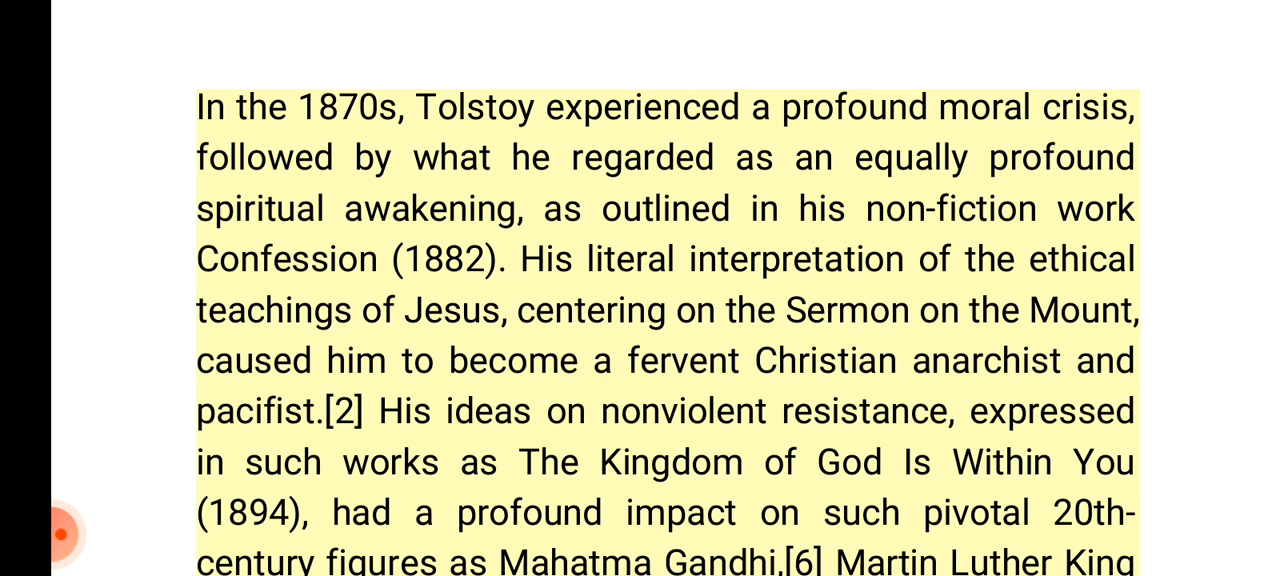 In the 1870s, Tolstoy experienced a profound moral crisis,
followed by what he regarded as an equally profound
spiritual awakening, as outlined in his non-fiction work
Confession (1882). His literal interpretation of the ethical
teachings of Jesus, centering on the Sermon on the Mount,
caused him to become a fervent Christian anarchist and
pacifist.[2] His ideas on nonviolent resistance, expressed
in such works as The Kingdom of God Is Within You
(1894), had a profound impact on such pivotal 20th-
century figures as Mahatma Gandhi,[6] Martin Luther King